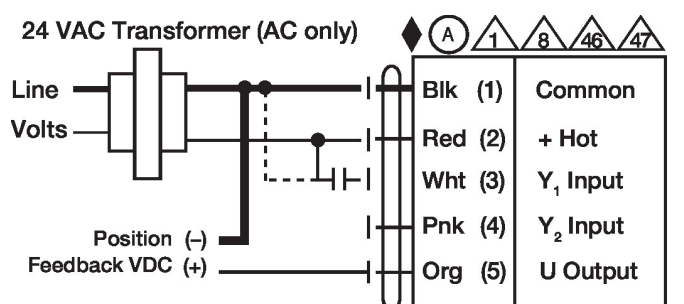 24 VAC Transformer (AC only)
A 1 8 46 47
Line
Volts
Blk (1) Common
Red (2) + Hot
Wht (3) Y₁ Input
Pnk (4) Y₂ Input
Org (5) U Output
Position (–)
Feedback VDC (+)